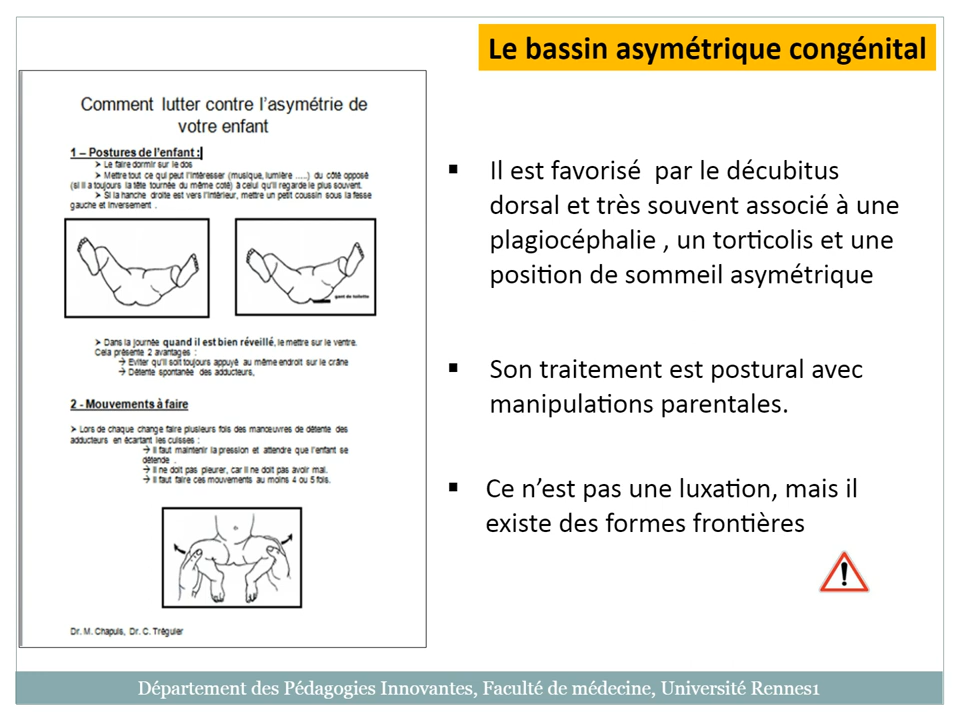 Le bassin asymétrique congénital
Comment lutter contre l'asymétrie de
votre enfant
1 – Postures de l'enfant :
➢ Le faire dormir sur le dos
➢ Mettre tout ce qui peut l'intéresser (musique, lumière .....) du côté opposé
(si il a toujours la tête tournée du même coté) à celui qu'il regarde le plus souvent.
➢ Si la hanche droite est vers l'intérieur, mettre un petit coussin sous la fesse
gauche et inversement .
gant de toilette
➢ Dans la journée quand il est bien réveillé, le mettre sur le ventre.
Cela présente 2 avantages :
→ Eviter qu'il soit toujours appuyé au même endroit sur le crâne
→ Détente spontanée des adducteurs,
2 - Mouvements à faire
➢ Lors de chaque change faire plusieurs fois des manœuvres de détente des
adducteurs en écartant les cuisses :
→ Il faut maintenir la pression et attendre que l'enfant se
détende .
→ Il ne doit pas pleurer, car il ne doit pas avoir mal.
→ Il faut faire ces mouvements au moins 4 ou 5 fois.
Dr. M. Chapuis, Dr. C. Tréguier
▪ Il est favorisé par le décubitus
dorsal et très souvent associé à une
plagiocéphalie , un torticolis et une
position de sommeil asymétrique
▪ Son traitement est postural avec
manipulations parentales.
▪ Ce n'est pas une luxation, mais il
existe des formes frontières
!
Département des Pédagogies Innovantes, Faculté de médecine, Université Rennes1